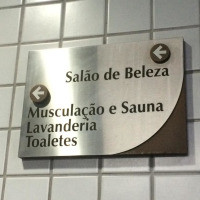 Salão de Beleza
Musculação e Sauna
Lavanderia
Toaletes